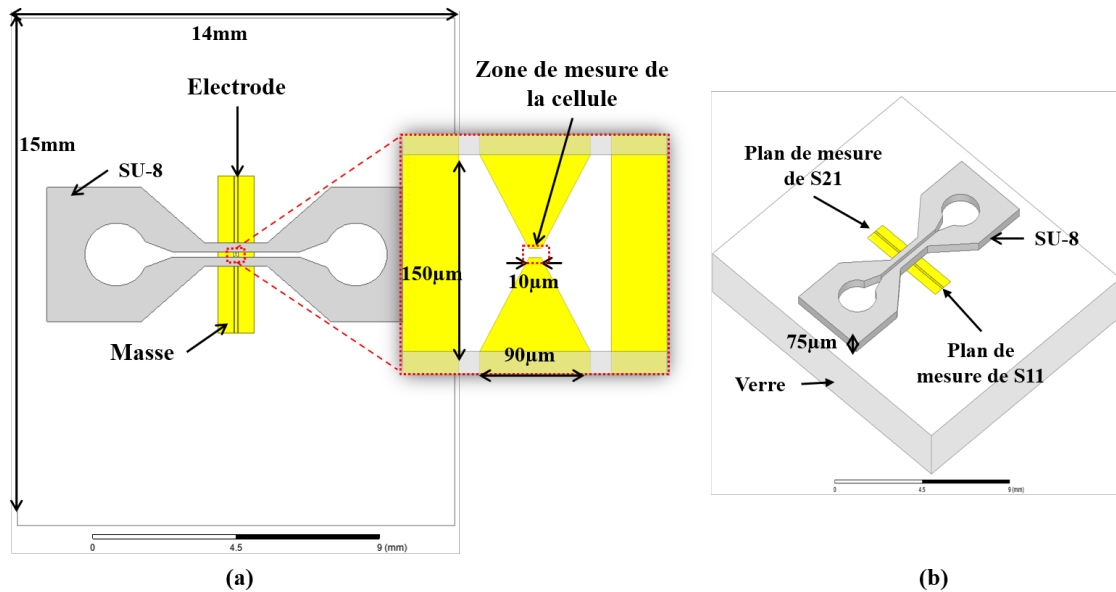 14mm
Electrode
15mm
SU-8
Masse
Zone de mesure de
la cellule
150µm
10µm
90µm
0
4.5
9 (mm)
(a)
Plan de mesure
de S21
SU-8
75µm
Plan de
mesure de S11
Verre
0
4.5
9 (mm)
(b)